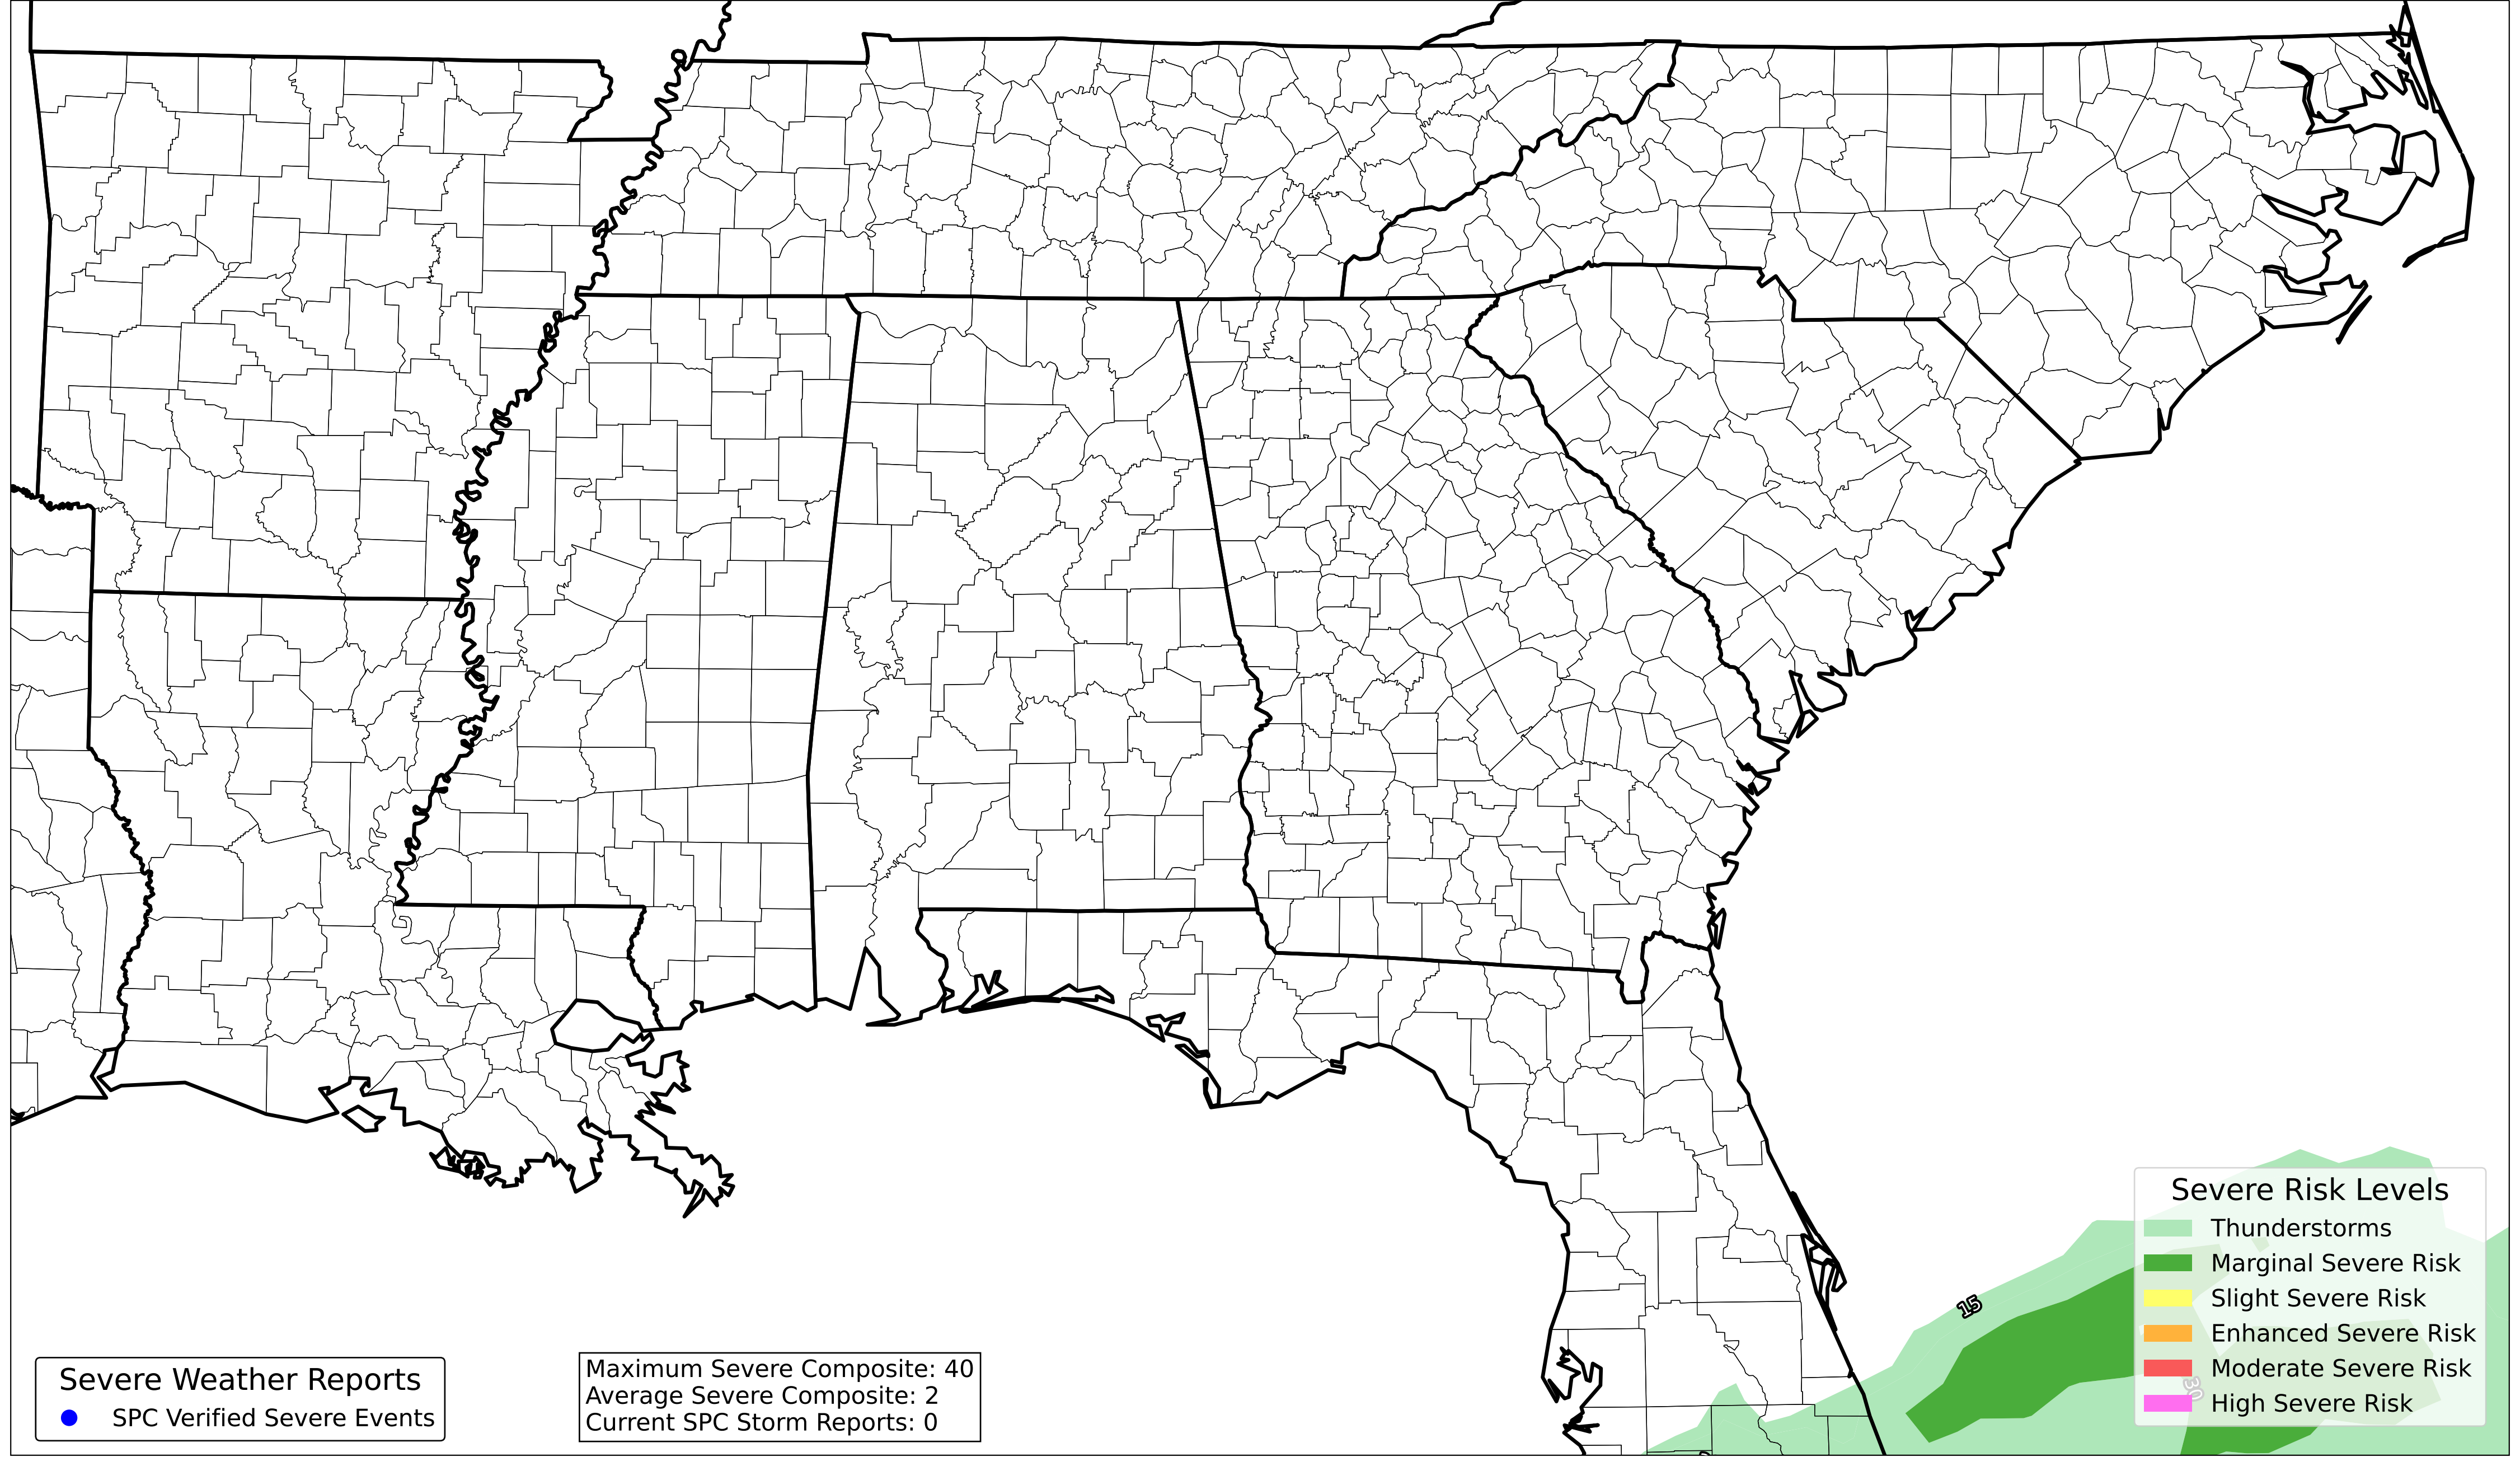 Severe Risk Levels
Thunderstorms
Marginal Severe Risk
Slight Severe Risk
Enhanced Severe Risk
Moderate Severe Risk
High Severe Risk
15
30
Severe Weather Reports
SPC Verified Severe Events
Maximum Severe Composite: 40
Average Severe Composite: 2
Current SPC Storm Reports: 0